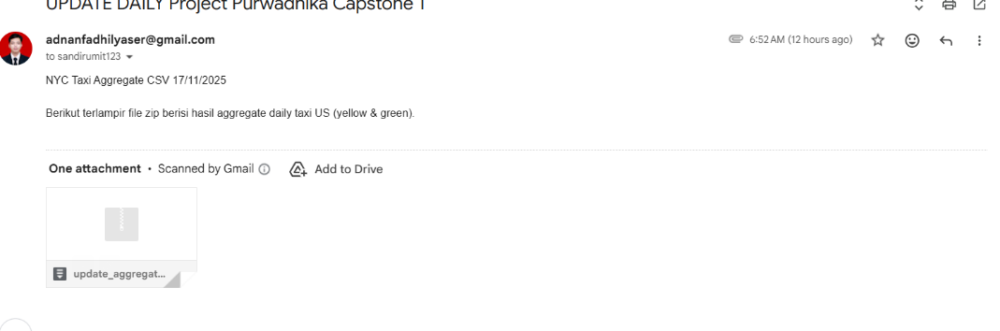 UPDATE DAILY Project Purwadhika Capstone 1
adnanfadhilyaser@gmail.com
6:52 AM (12 hours ago)
to sandirumit123
NYC Taxi Aggregate CSV 17/11/2025
Berikut terlampir file zip berisi hasil aggregate daily taxi US (yellow & green).
One attachment • Scanned by Gmail
Add to Drive
update_aggregat...